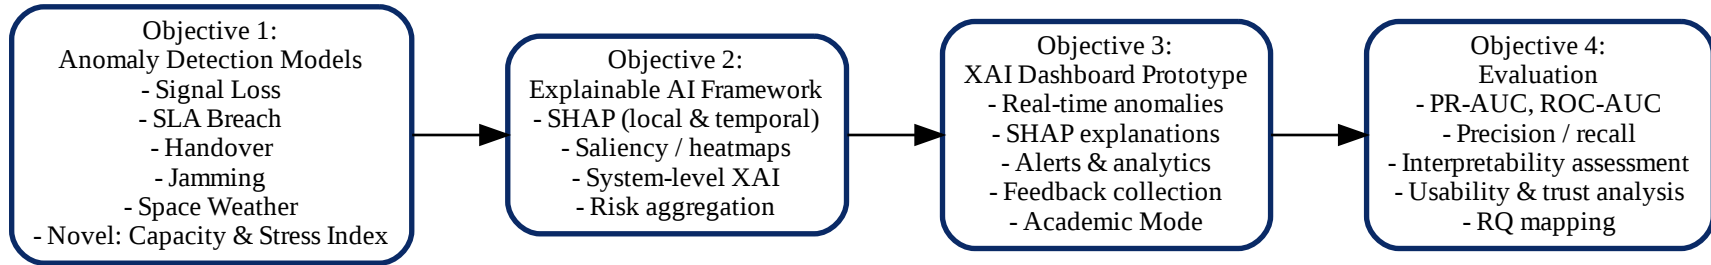 Objective 1:
Anomaly Detection Models
- Signal Loss
- SLA Breach
- Handover
- Jamming
- Space Weather
- Novel: Capacity & Stress Index
Objective 2:
Explainable AI Framework
- SHAP (local & temporal)
- Saliency / heatmaps
- System-level XAI
- Risk aggregation
Objective 3:
XAI Dashboard Prototype
- Real-time anomalies
- SHAP explanations
- Alerts & analytics
- Feedback collection
- Academic Mode
Objective 4:
Evaluation
- PR-AUC, ROC-AUC
- Precision / recall
- Interpretability assessment
- Usability & trust analysis
- RQ mapping